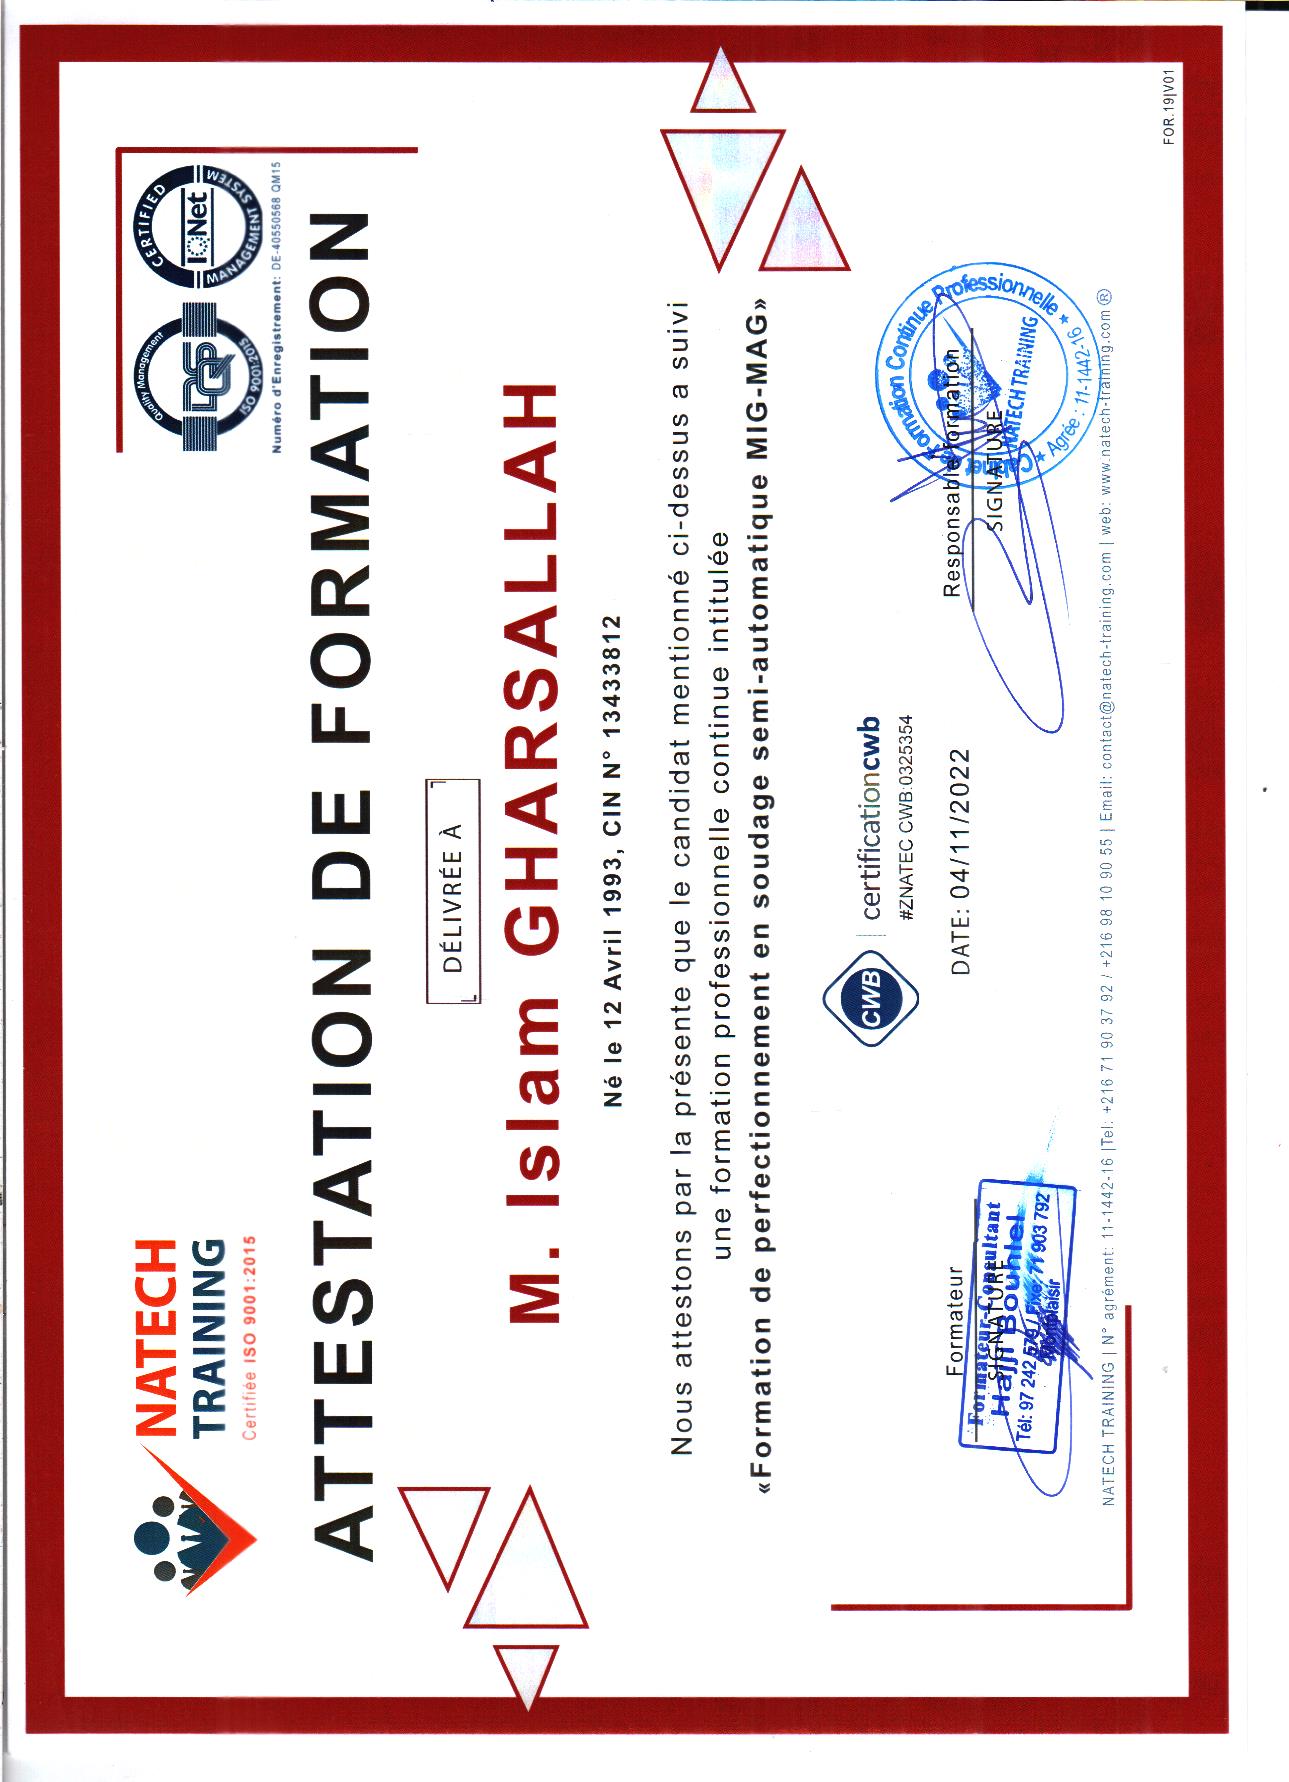 NATECH
TRAINING
Certifiée ISO 9001:2015
Quality Management
DQS
ISO 9001:2015
CERTIFIED
IQNet
MANAGEMENT SYSTEM
Numéro d'Enregistrement: DE-40550568 QM15
ATTESTATION DE FORMATION
DÉLIVRÉE À
M. Islam GHARSALLAH
Né le 12 Avril 1993, CIN N° 13433812
Nous attestons par la présente que le candidat mentionné ci-dessus a suivi
une formation professionnelle continue intitulée
«Formation de perfectionnement en soudage semi-automatique MIG-MAG»
CWB
certificationcwb
#ZNATEC CWB:0325354
Formateur
SIGNATURE
Formateur-Consultant
Hajji Bouhlel
Tél: 97 242 579 / Fixe: 71 903 792
Montplaisir
DATE: 04/11/2022
Responsable formation
SIGNATURE
Cabinet de Formation Continue Professionnelle
NATECH TRAINING
Agrée : 11-1442-16
NATECH TRAINING | N° agrément: 11-1442-16 |Tel: +216 71 90 37 92 / +216 98 10 90 55 | Email: contact@natech-training.com | web: www.natech-training.com ®
FOR.19|V01